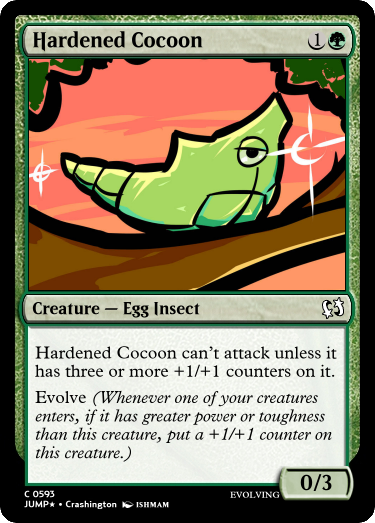 Hardened Cocoon 1
Creature — Egg Insect
Hardened Cocoon can't attack unless it
has three or more +1/+1 counters on it.
Evolve (Whenever one of your creatures
enters, if it has greater power or toughness
than this creature, put a +1/+1 counter on
this creature.)
0/3
C 0593 EVOLVING
JUMP★ • Crashington ISHMAM